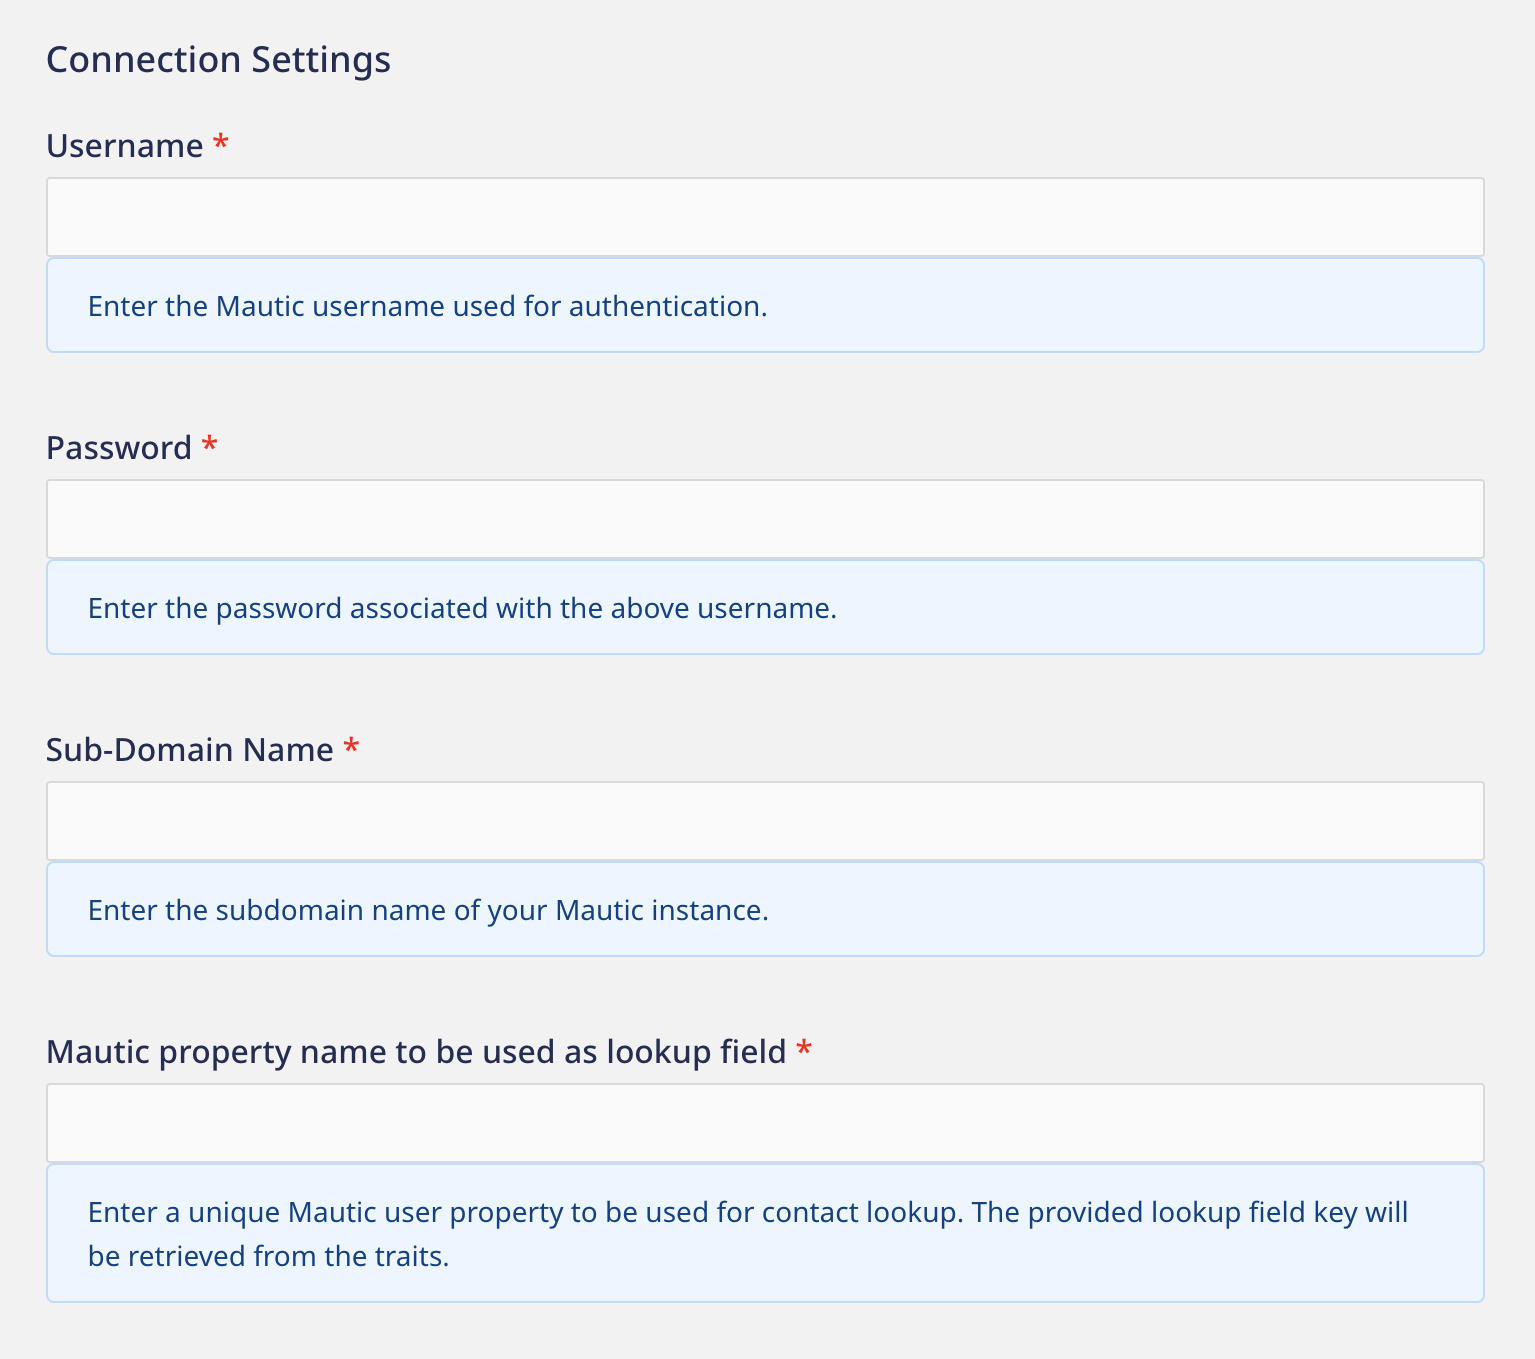 Connection Settings
Username *
Enter the Mautic username used for authentication.
Password *
Enter the password associated with the above username.
Sub-Domain Name *
Enter the subdomain name of your Mautic instance.
Mautic property name to be used as lookup field *
Enter a unique Mautic user property to be used for contact lookup. The provided lookup field key will
be retrieved from the traits.